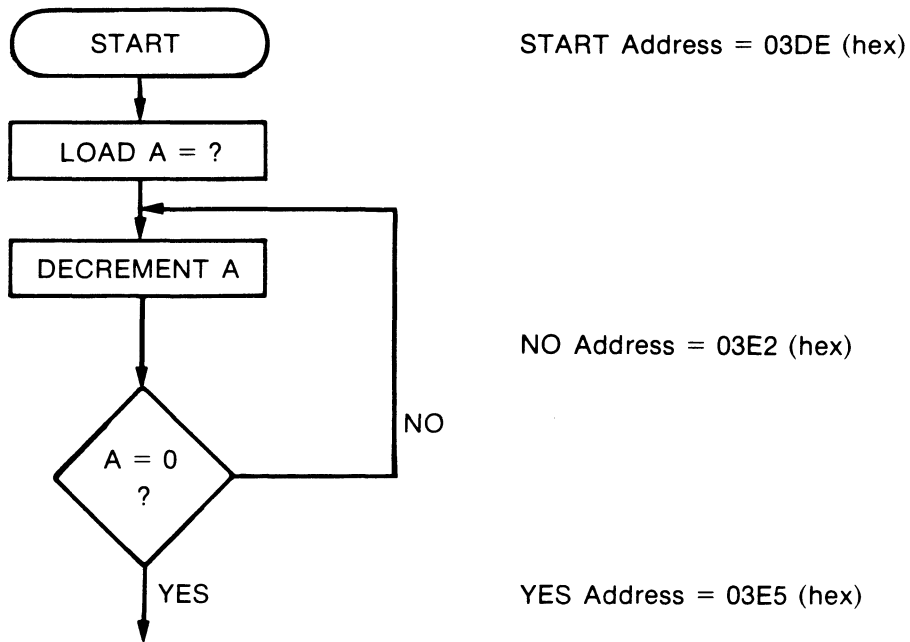 START
START Address = 03DE (hex)
LOAD A = ?
DECREMENT A
NO Address = 03E2 (hex)
NO
A = 0
?
YES
YES Address = 03E5 (hex)